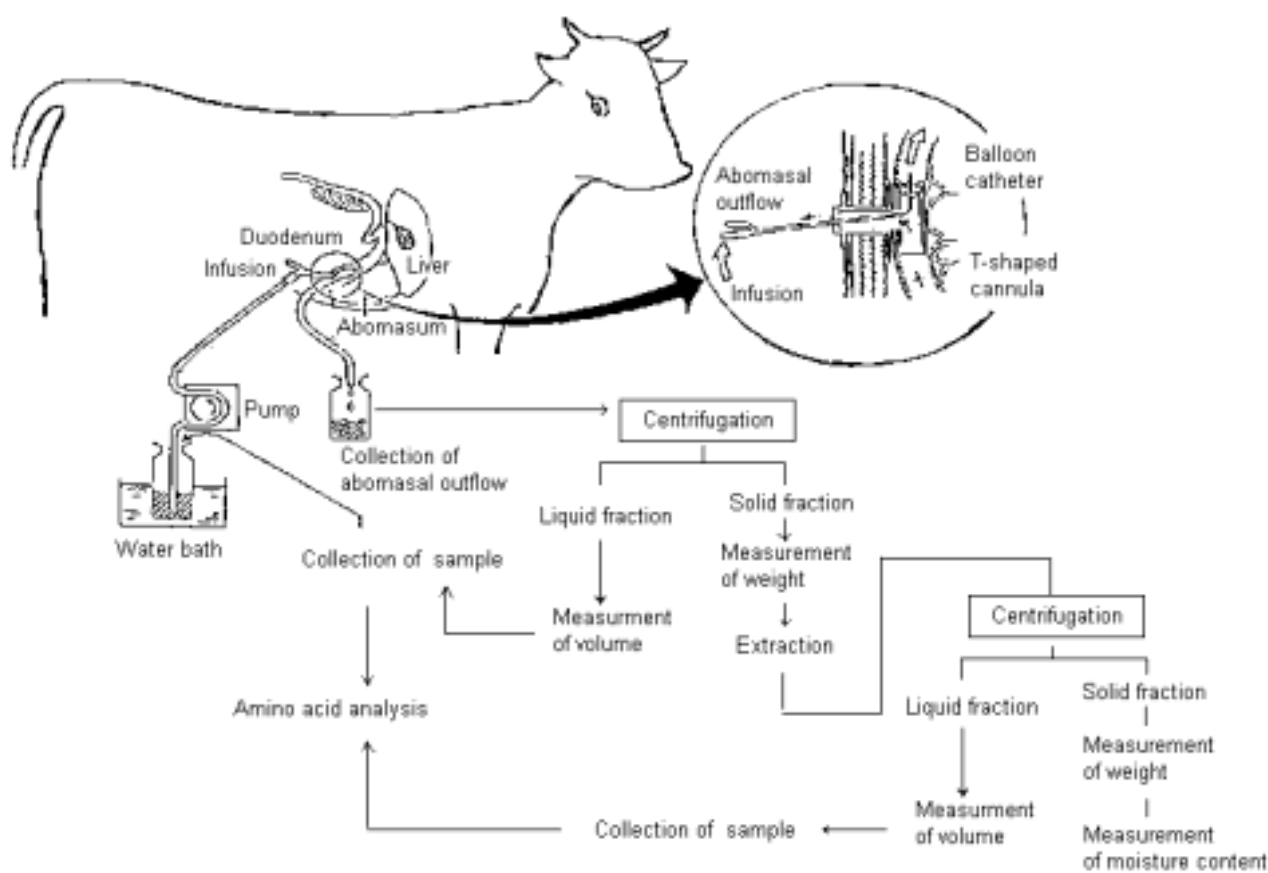 Balloon
catheter
Abomasal
outflow
T-shaped
cannula
Infusion
Duodenum
Infusion
Liver
Abomasum
Pump
Collection of
abomasal outflow
Water bath
Centrifugation
Liquid fraction
Solid fraction
Measurement
of weight
Extraction
Collection of sample
Measurment
of volume
Amino acid analysis
Centrifugation
Liquid fraction
Solid fraction
Measurement
of weight
Measurment
of volume
Collection of sample
Measurement
of moisture content